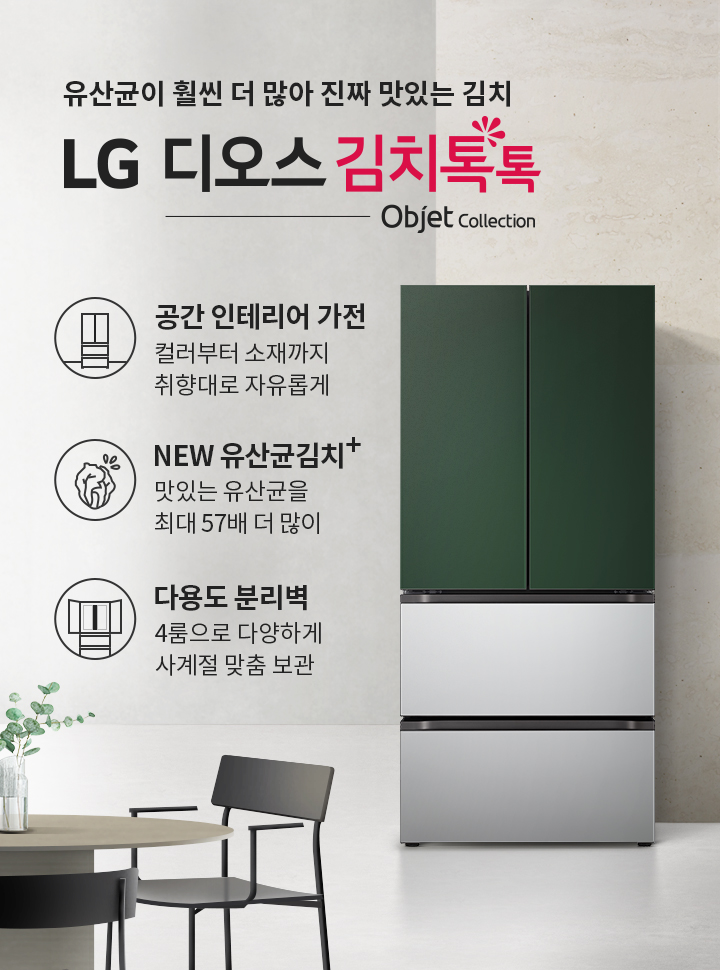 유산균이 훨씬 더 많아 진짜 맛있는 김치
LG 디오스 김치톡톡
Objet Collection
공간 인테리어 가전
컬러부터 소재까지
취향대로 자유롭게
NEW 유산균김치+
맛있는 유산균을
최대 57배 더 많이
다용도 분리벽
4룸으로 다양하게
사계절 맞춤 보관